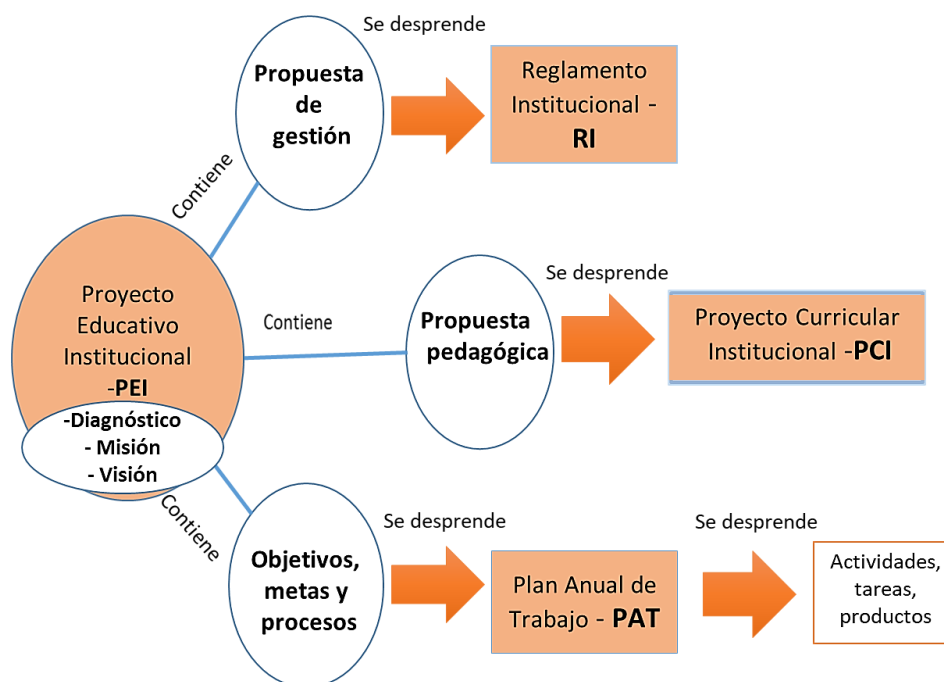 Se desprende
Propuesta
de
gestión
Reglamento
Institucional -
RI
Contiene
Proyecto
Educativo
Institucional
-PEI
-Diagnóstico
- Misión
- Visión
Contiene
Propuesta
pedagógica
Se desprende
Proyecto Curricular
Institucional -PCI
Contiene
Objetivos,
metas y
procesos
Se desprende
Plan Anual de
Trabajo - PAT
Se desprende
Actividades,
tareas,
productos